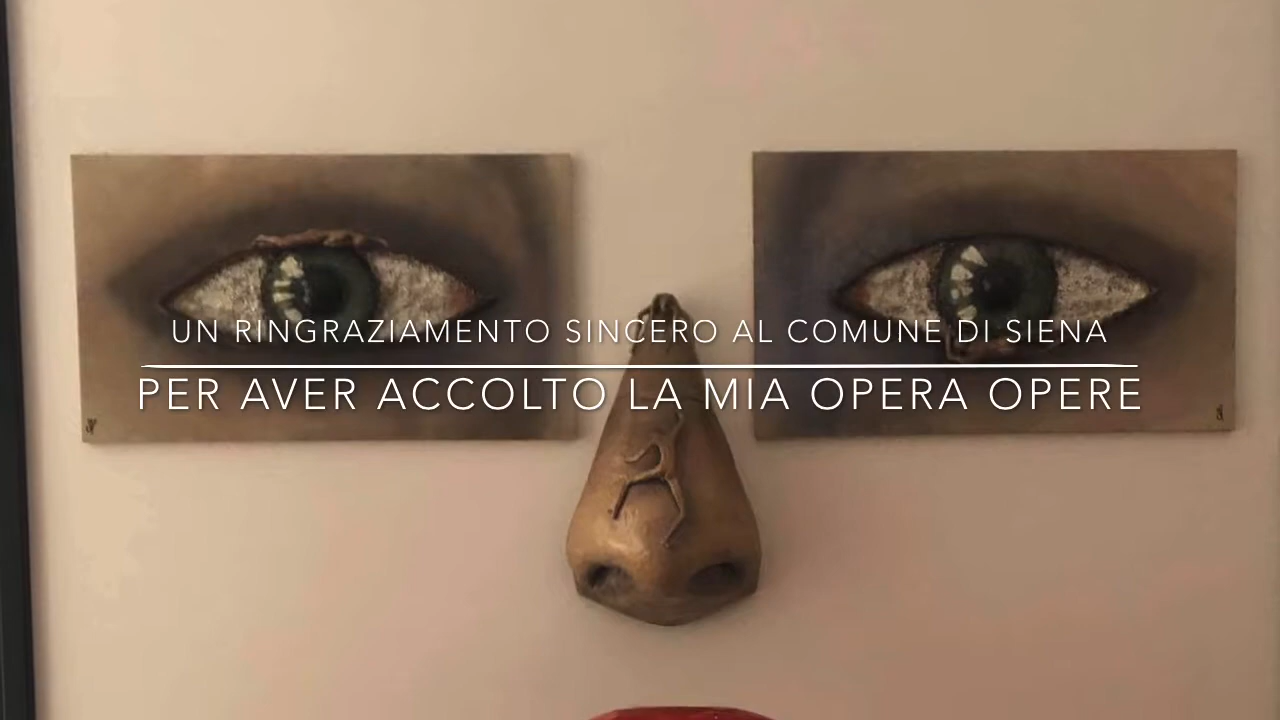 UN RINGRAZIAMENTO SINCERO AL COMUNE DI SIENA
PER AVER ACCOLTO LA MIA OPERA OPERE